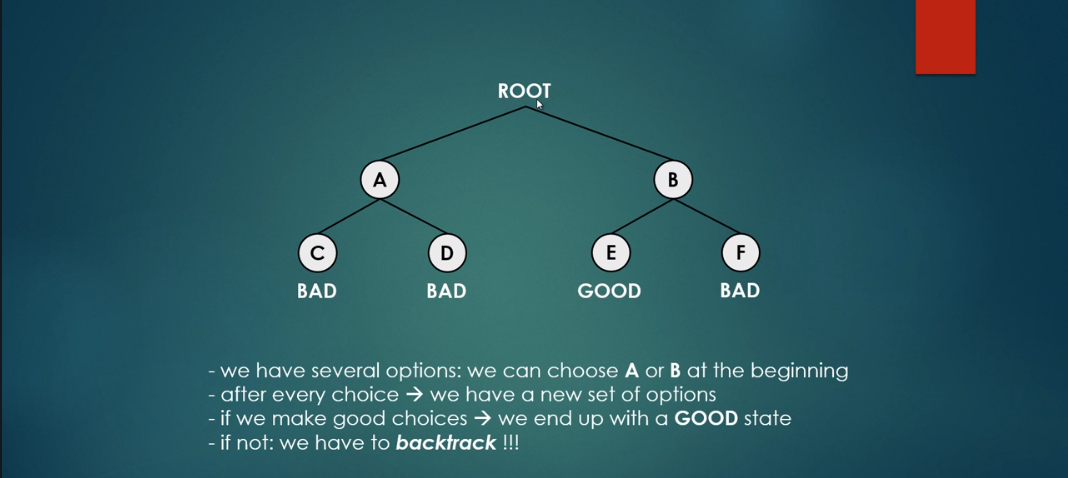 ROOT
A
B
C
D
E
F
BAD
BAD
GOOD
BAD
- we have several options: we can choose A or B at the beginning
- after every choice → we have a new set of options
- if we make good choices → we end up with a GOOD state
- if not: we have to backtrack !!!